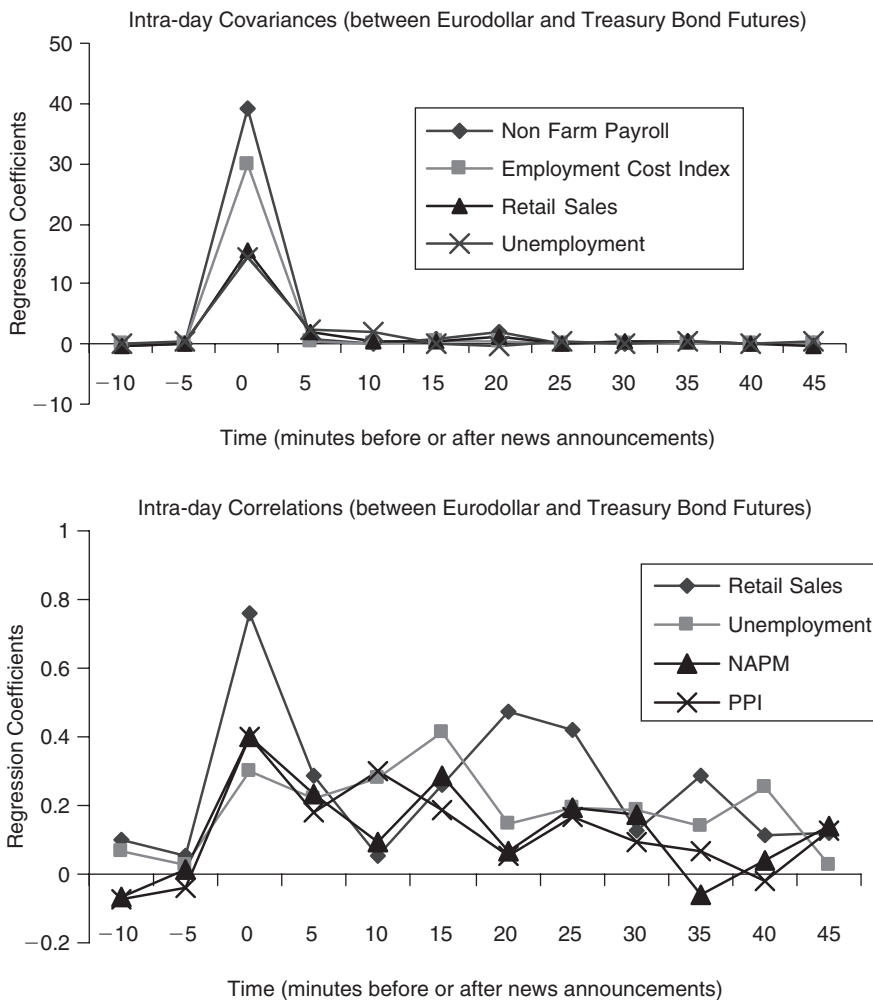 Intra-day Covariances (between Eurodollar and Treasury Bond Futures)
Regression Coefficients
50
40
30
20
10
0
−10
Non Farm Payroll
Employment Cost Index
Retail Sales
Unemployment
−10 −5 0 5 10 15 20 25 30 35 40 45
Time (minutes before or after news announcements)
Intra-day Correlations (between Eurodollar and Treasury Bond Futures)
Regression Coefficients
1
0.8
0.6
0.4
0.2
0
−0.2
Retail Sales
Unemployment
NAPM
PPI
−10 −5 0 5 10 15 20 25 30 35 40 45
Time (minutes before or after news announcements)